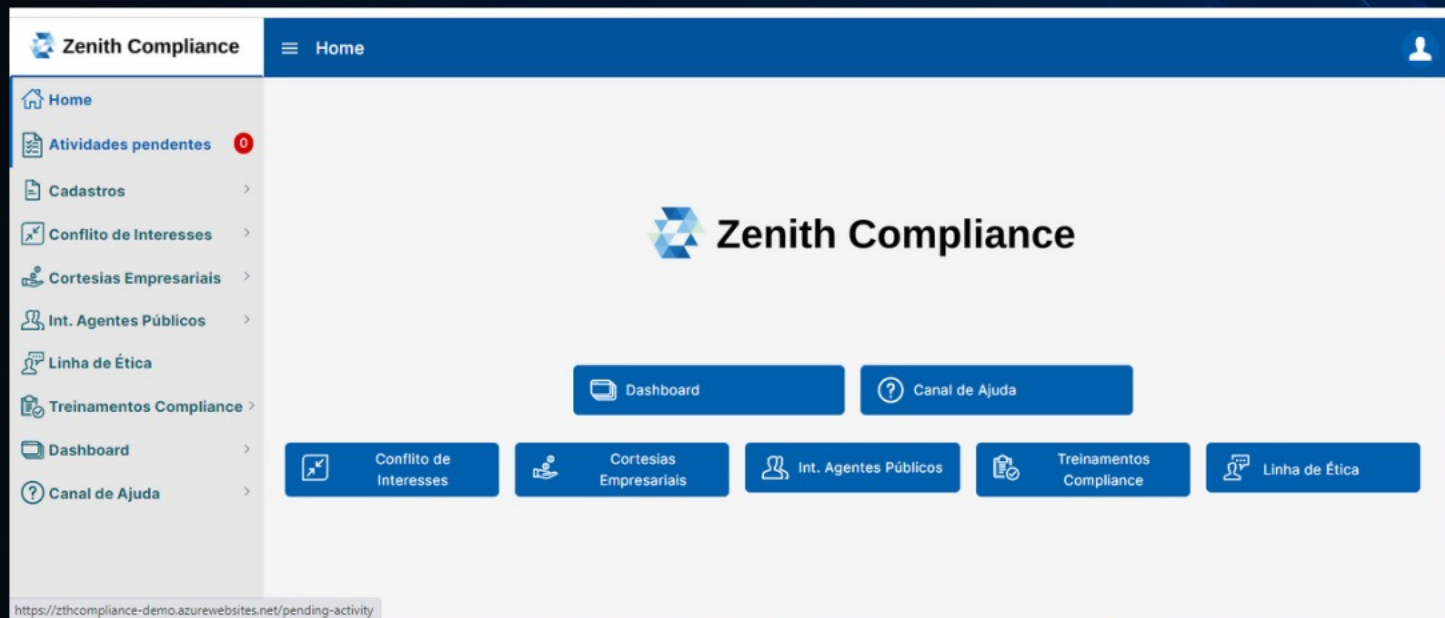 Zenith Compliance
Home
Home
Atividades pendentes 0
Cadastros
Conflito de Interesses
Cortesias Empresariais
Int. Agentes Públicos
Linha de Ética
Treinamentos Compliance
Dashboard
Canal de Ajuda
Zenith Compliance
Dashboard
Canal de Ajuda
Conflito de
Interesses
Cortesias
Empresariais
Int. Agentes Públicos
Treinamentos
Compliance
Linha de Ética
https://zthcompliance-demo.azurewebsites.net/pending-activity